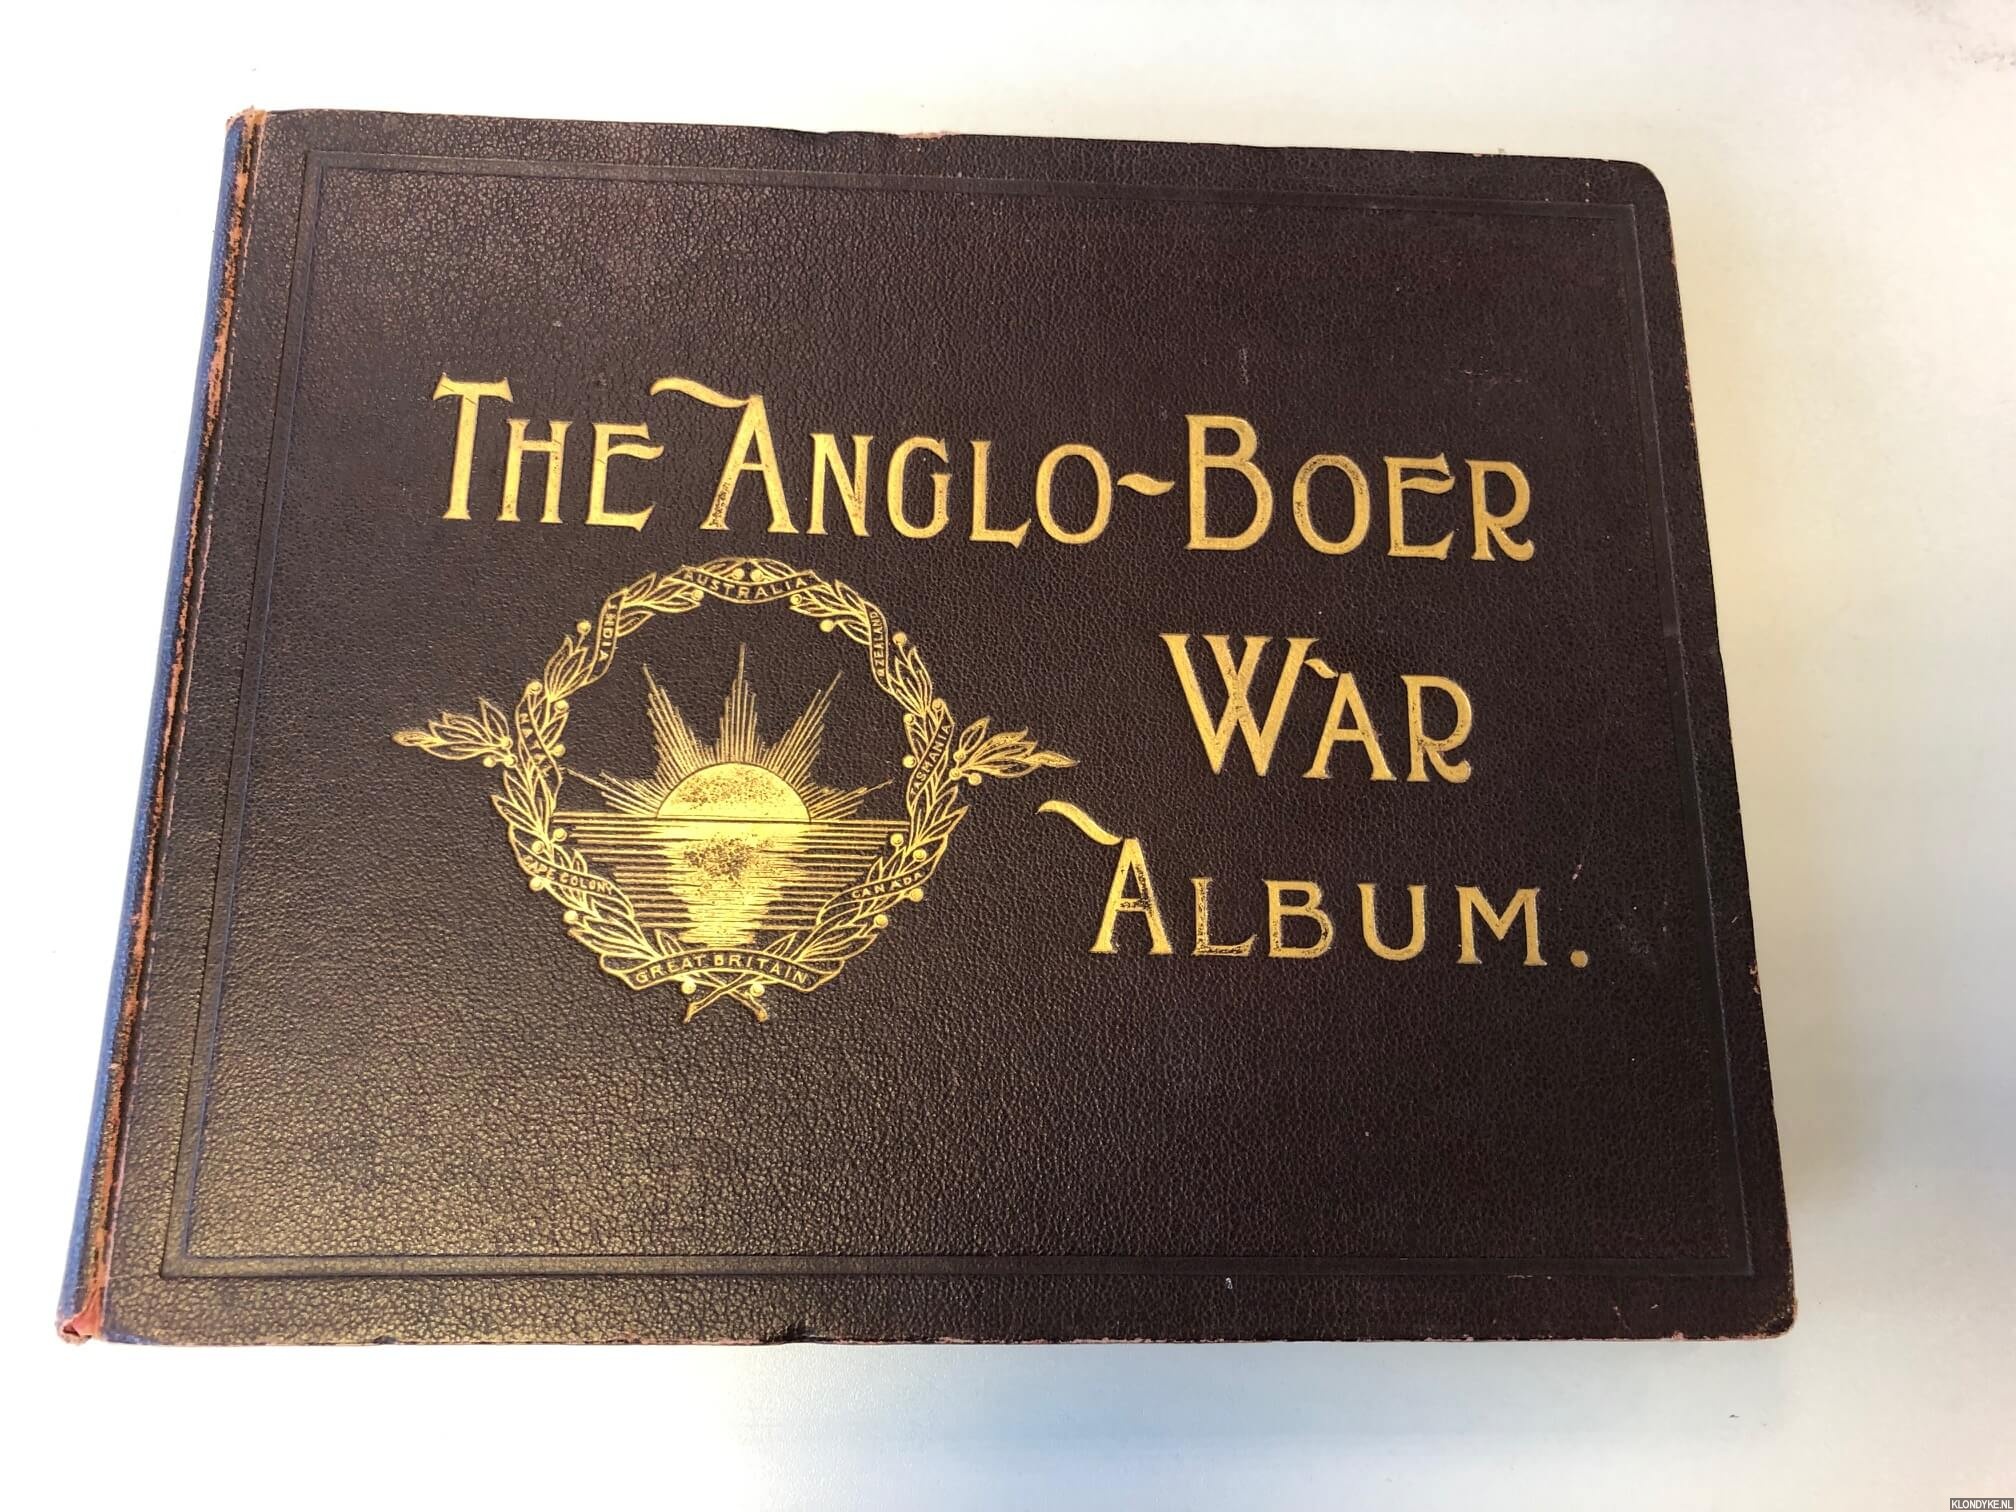 THE ANGLO-BOER
WAR
ALBUM.
AUSTRALIA
INDIA
N ZEALAND
NATAL
TASMANIA
CAPE COLONY
CANADA
GREAT BRITAIN
KLONDYKE.NL